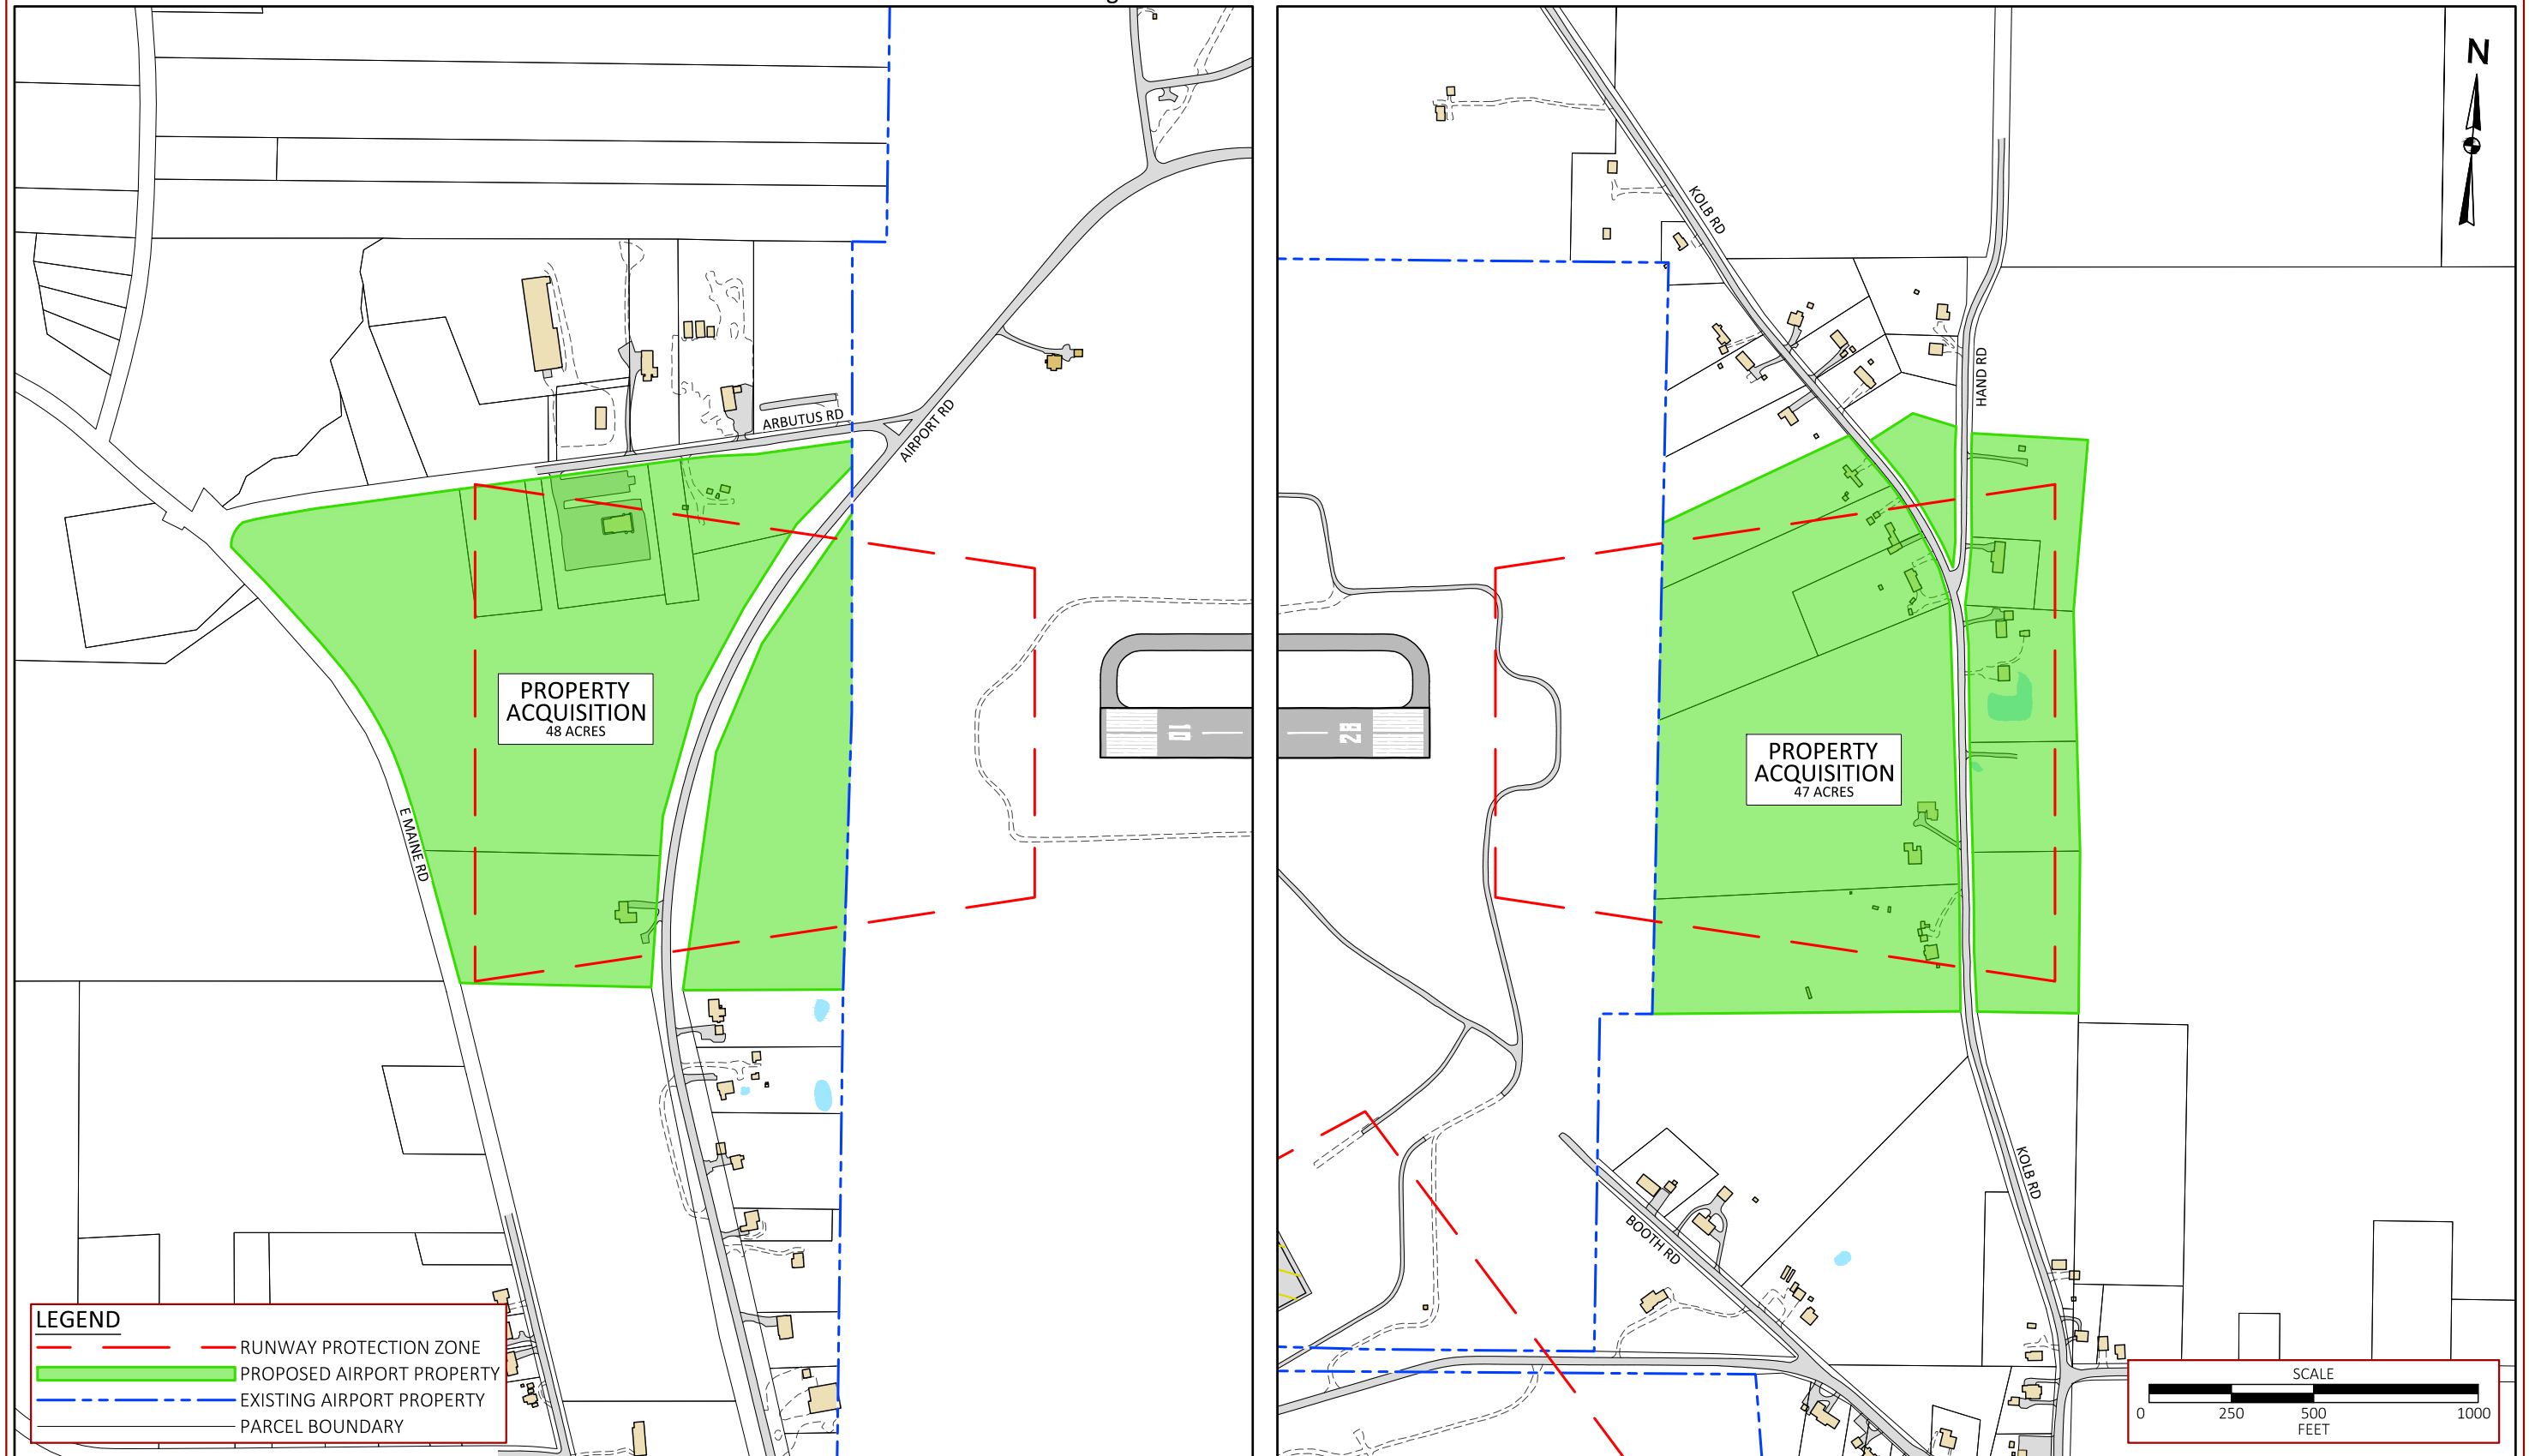 N
KOLB RD
HAND RD
ARBUTUS RD
AIRPORT RD
PROPERTY
ACQUISITION
48 ACRES
10
28
PROPERTY
ACQUISITION
47 ACRES
E MAINE RD
KOLB RD
BOOTH RD
LEGEND
RUNWAY PROTECTION ZONE
PROPOSED AIRPORT PROPERTY
EXISTING AIRPORT PROPERTY
PARCEL BOUNDARY
SCALE
0 250 500 1000
FEET